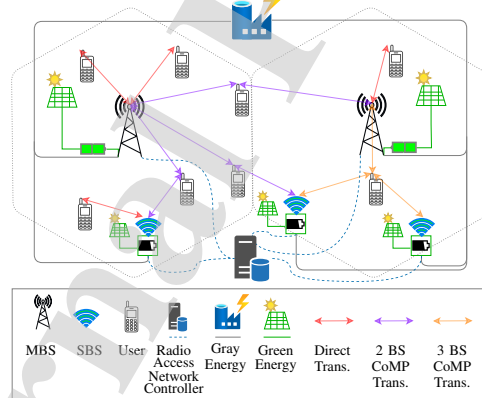 MBS SBS User Radio Access Network Controller Gray Energy Green Energy Direct Trans. 2 BS CoMP Trans. 3 BS CoMP Trans.